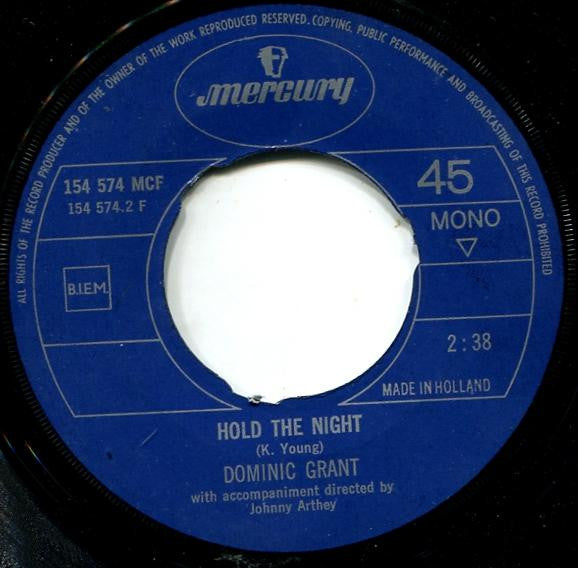 ALL RIGHTS OF THE RECORD PRODUCER AND OF THE OWNER OF THE WORK REPRODUCED RESERVED. COPYING, PUBLIC PERFORMANCE AND BROADCASTING OF THIS RECORD PROHIBITED
mercury
154 574 MCF
154 574.2 F
45
MONO
B.I.E.M.
2:38
MADE IN HOLLAND
HOLD THE NIGHT
(K. Young)
DOMINIC GRANT
with accompaniment directed by
Johnny Arthey